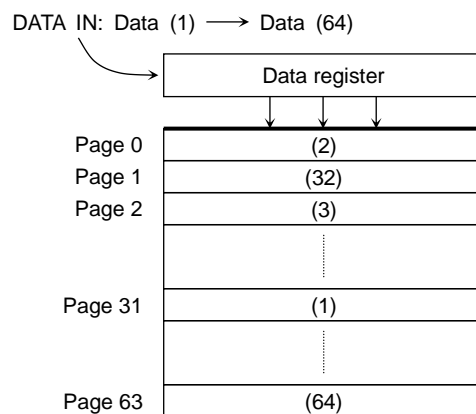 DATA IN: Data (1) Data (64)
Data register
Page 0 (2)
Page 1 (32)
Page 2 (3)
Page 31 (1)
Page 63 (64)